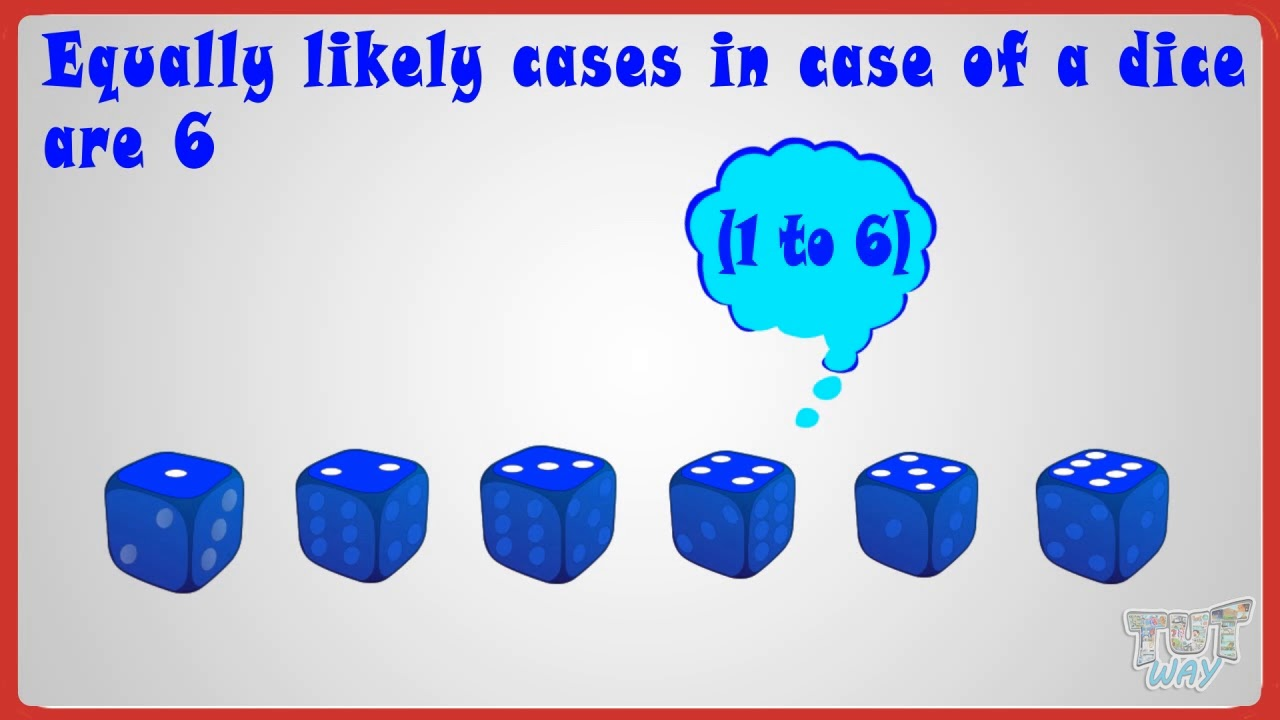 Equally likely cases in case of a dice
are 6
(1 to 6)
TUT
WAY